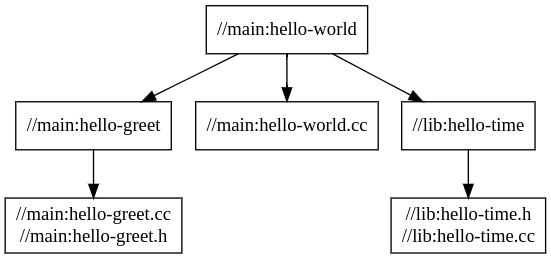 //main:hello-world
//main:hello-greet
//main:hello-world.cc
//lib:hello-time
//main:hello-greet.cc
//main:hello-greet.h
//lib:hello-time.h
//lib:hello-time.cc